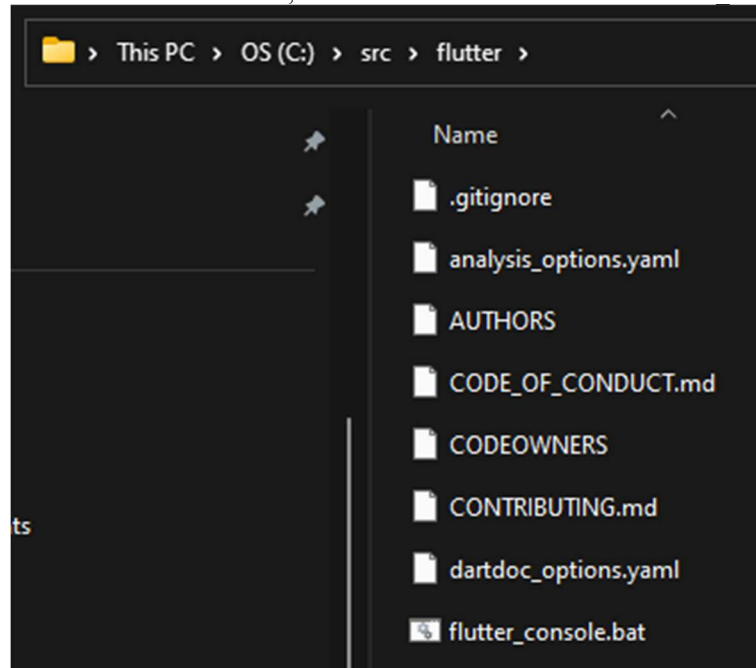 This PC > OS (C:) > src > flutter >
Name
.gitignore
analysis_options.yaml
AUTHORS
CODE_OF_CONDUCT.md
CODEOWNERS
CONTRIBUTING.md
ts
dartdoc_options.yaml
flutter_console.bat